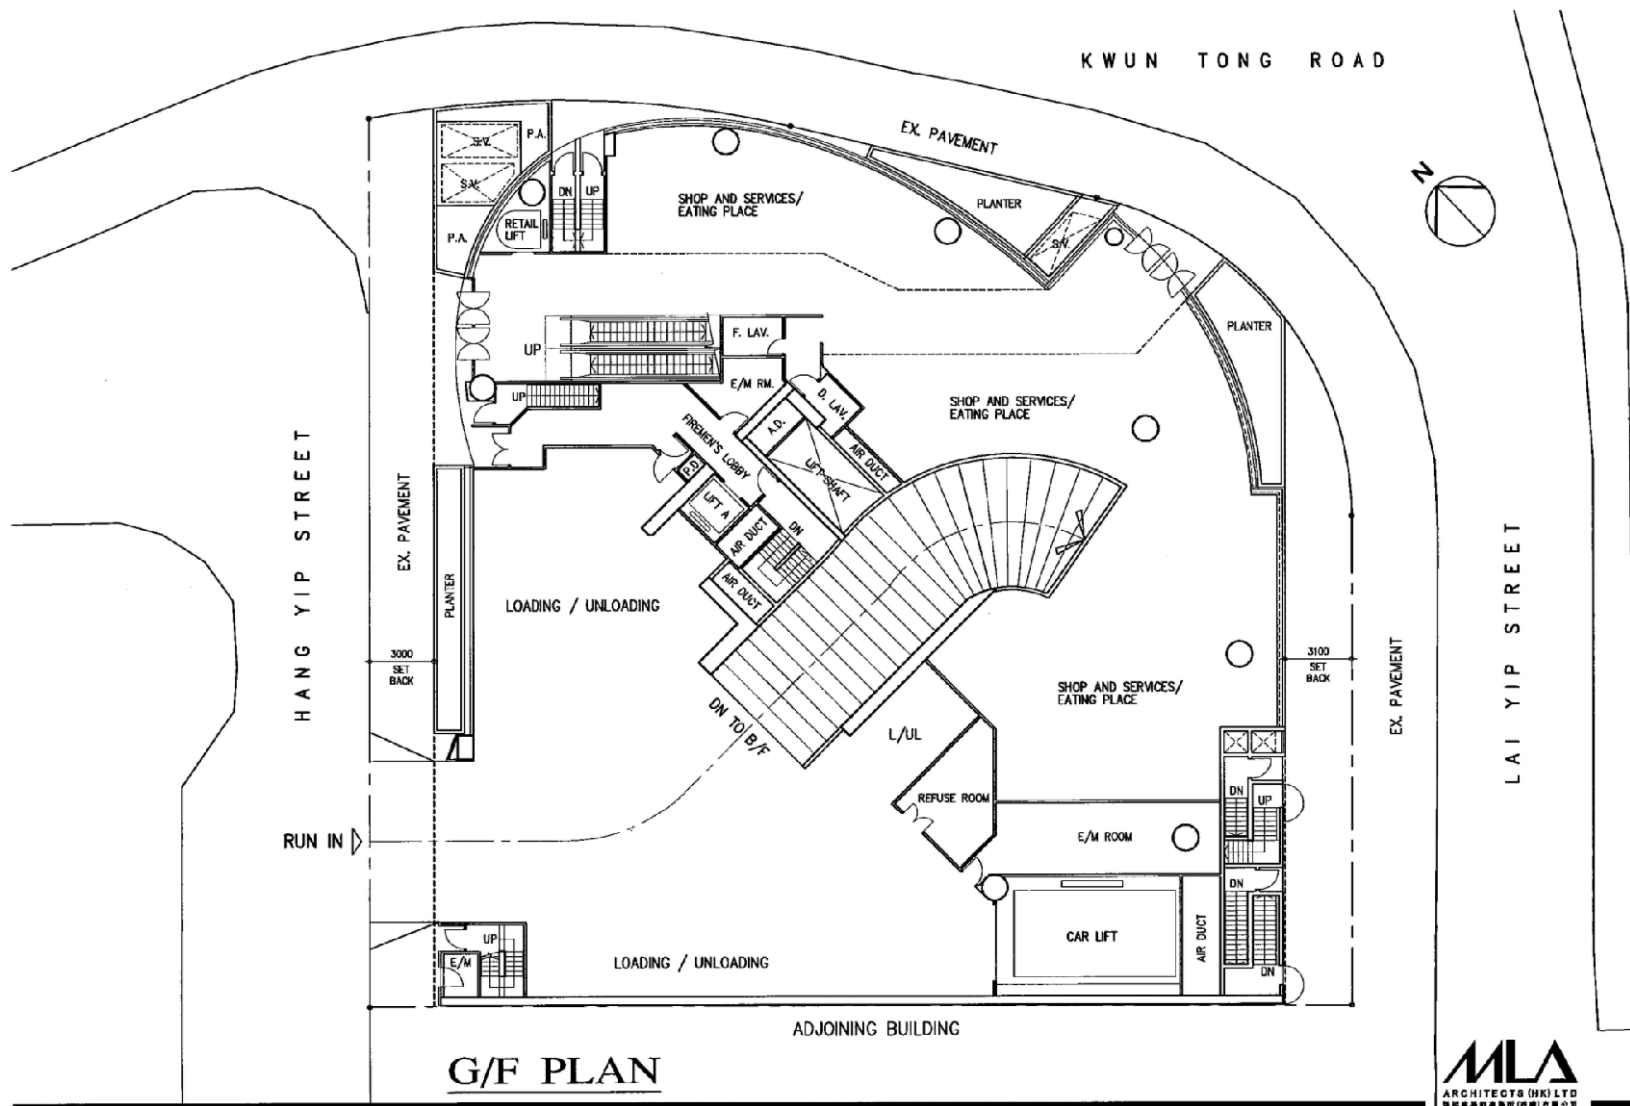 KWUN TONG ROAD
EX. PAVEMENT
P.A.
S.V.
S.V.
DN UP
SHOP AND SERVICES/
EATING PLACE
PLANTER
N
RETAIL
LIFT
P.A.
S.V.
PLANTER
UP
F. LAV.
E/M RM.
D. LAV.
UP
SHOP AND SERVICES/
EATING PLACE
A.D.
FIREMEN'S LOBBY
AIR DUCT
LIFT SHAFT
P.D.
LIFT A
AIR DUCT
DN
AIR DUCT
HANG YIP STREET
EX. PAVEMENT
PLANTER
LOADING / UNLOADING
3000
SET
BACK
3100
SET
BACK
EX. PAVEMENT
LAI YIP STREET
SHOP AND SERVICES/
EATING PLACE
DN TO B/F
L/UL
REFUSE ROOM
DN
UP
RUN IN
E/M ROOM
DN
CAR LIFT
AIR DUCT
UP
E/M
LOADING / UNLOADING
DN
ADJOINING BUILDING
G/F PLAN
MLA
ARCHITECTS (HK) LTD